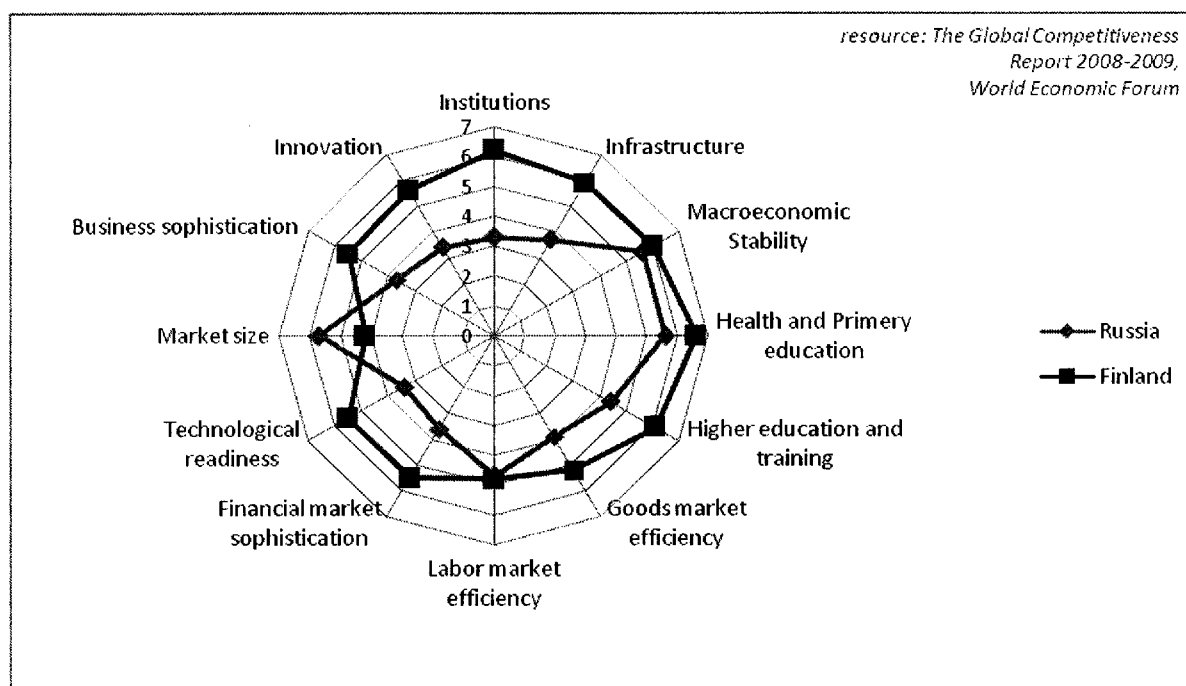 resource: The Global Competitiveness
Report 2008-2009,
World Economic Forum
Institutions
7
6
5
4
3
2
1
0
Infrastructure
Macroeconomic
Stability
Health and Primery
education
Higher education and
training
Goods market
efficiency
Labor market
efficiency
Financial market
sophistication
Technological
readiness
Market size
Business sophistication
Innovation
Russia
Finland